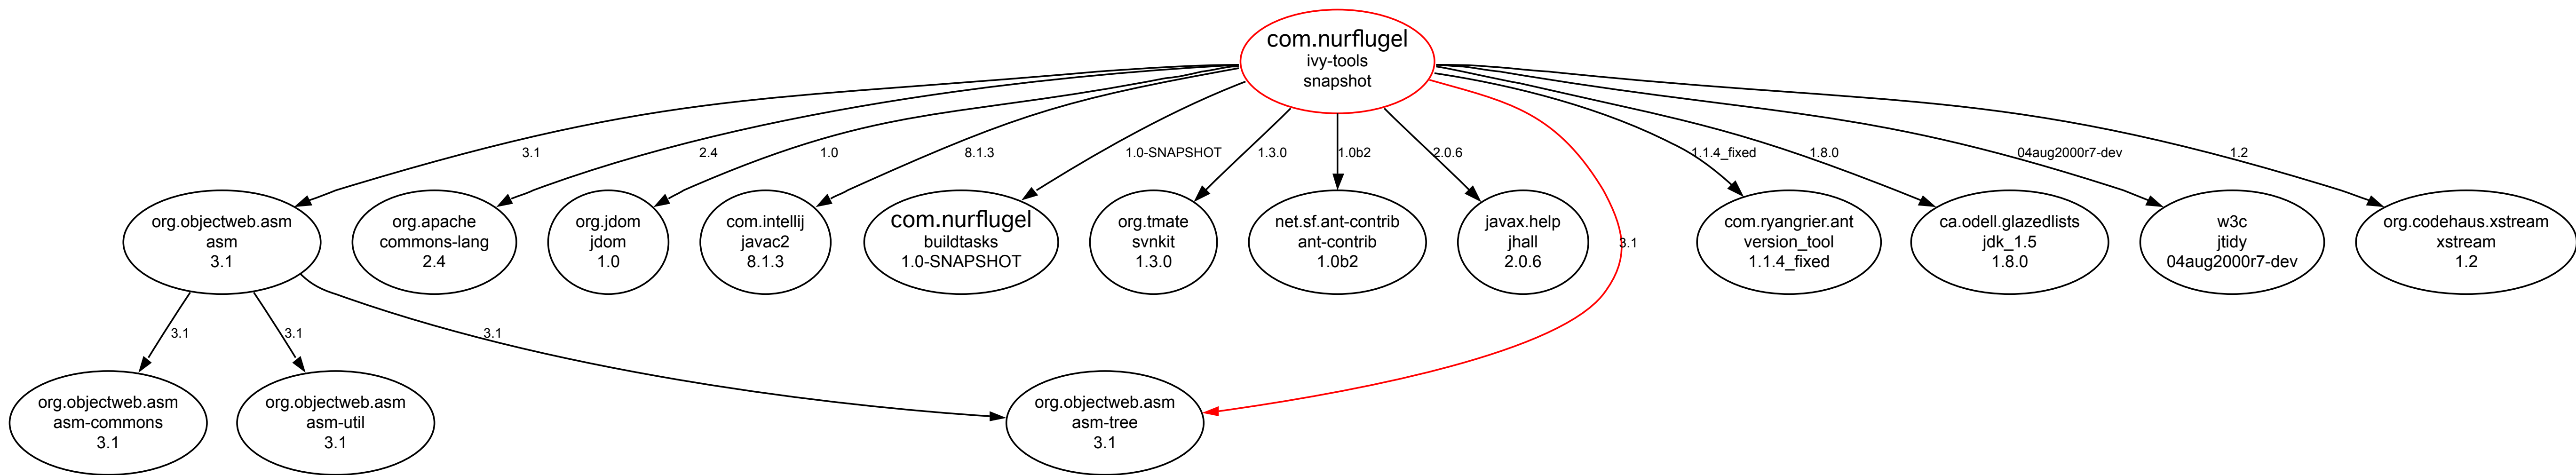 com.nurflugel
ivy-tools
snapshot
3.1
2.4
1.0
8.1.3
1.0-SNAPSHOT
1.3.0
1.0b2
2.0.6
1.1.4_fixed
1.8.0
04aug2000r7-dev
1.2
org.objectweb.asm
asm
3.1
org.apache
commons-lang
2.4
org.jdom
jdom
1.0
com.intellij
javac2
8.1.3
com.nurflugel
buildtasks
1.0-SNAPSHOT
org.tmate
svnkit
1.3.0
net.sf.ant-contrib
ant-contrib
1.0b2
javax.help
jhall
2.0.6
3.1
com.ryangrier.ant
version_tool
1.1.4_fixed
ca.odell.glazedlists
jdk_1.5
1.8.0
w3c
jtidy
04aug2000r7-dev
org.codehaus.xstream
xstream
1.2
3.1
3.1
3.1
org.objectweb.asm
asm-commons
3.1
org.objectweb.asm
asm-util
3.1
org.objectweb.asm
asm-tree
3.1